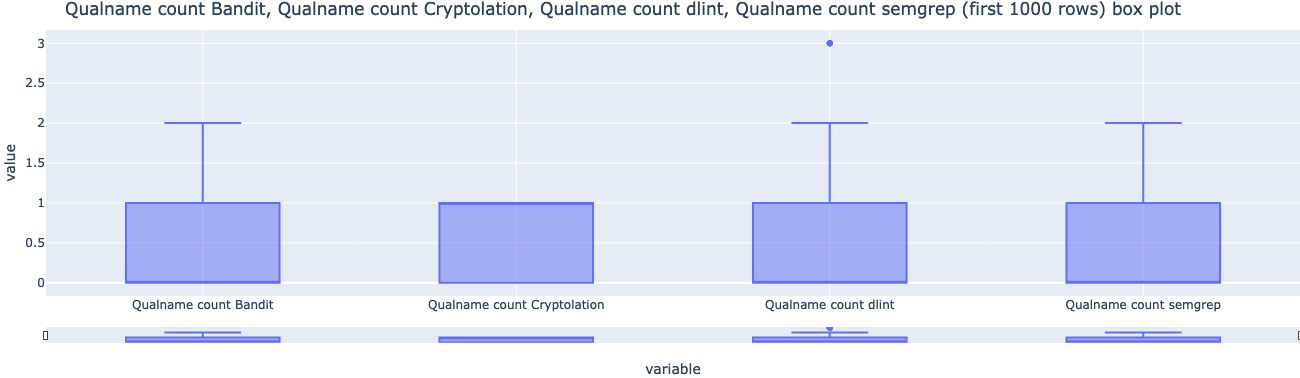 Qualname count Bandit, Qualname count Cryptolation, Qualname count dlint, Qualname count semgrep (first 1000 rows) box plot
3
2.5
2
1.5
1
0.5
0
value
Qualname count Bandit
Qualname count Cryptolation
Qualname count dlint
Qualname count semgrep
variable